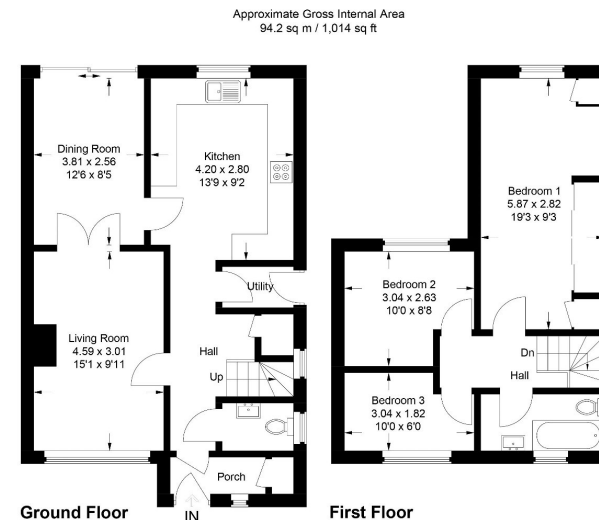 Approximate Gross Internal Area
94.2 sq m / 1,014 sq ft
Dining Room
3.81 x 2.56
12'6 x 8'5
Kitchen
4.20 x 2.80
13'9 x 9'2
Utility
Living Room
4.59 x 3.01
15'1 x 9'11
Hall
Up
Porch
IN
Ground Floor
Bedroom 1
5.87 x 2.82
19'3 x 9'3
Bedroom 2
3.04 x 2.63
10'0 x 8'8
Dn
Hall
Bedroom 3
3.04 x 1.82
10'0 x 6'0
First Floor